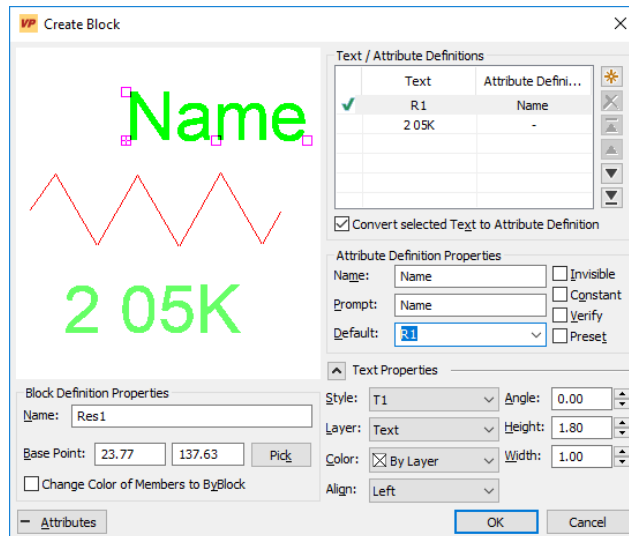 VP Create Block
Name
2 05K
Text / Attribute Definitions
Text Attribute Defini...
R1 Name
2 05K -
Convert selected Text to Attribute Definition
Attribute Definition Properties
Name: Name
Prompt: Name
Default: R1
Invisible
Constant
Verify
Preset
Text Properties
Style: T1
Angle: 0.00
Layer: Text
Height: 1.80
Color: By Layer
Width: 1.00
Align: Left
Block Definition Properties
Name: Res1
Base Point: 23.77 137.63 Pick
Change Color of Members to ByBlock
Attributes
OK
Cancel